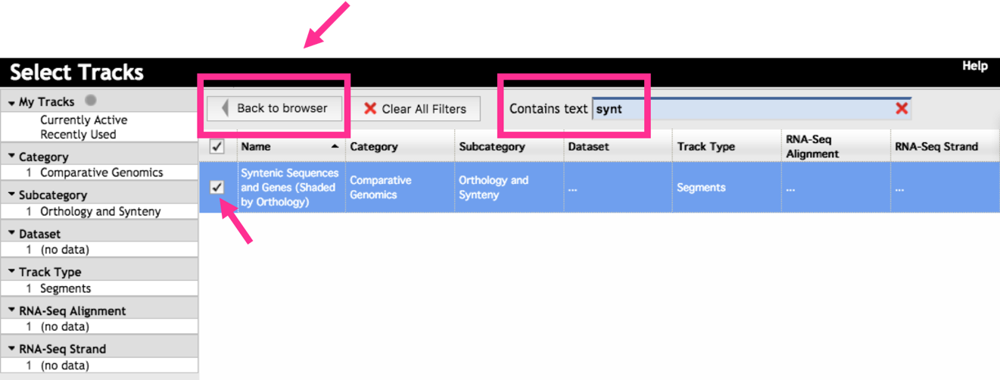 Select Tracks
Help
My Tracks
Currently Active
Recently Used
Category
1 Comparative Genomics
Subcategory
1 Orthology and Synteny
Dataset
1 (no data)
Track Type
1 Segments
RNA-Seq Alignment
1 (no data)
RNA-Seq Strand
1 (no data)
Back to browser
Clear All Filters
Contains text synt
Name
Category
Subcategory
Dataset
Track Type
RNA-Seq
Alignment
RNA-Seq Strand
Syntenic Sequences
and Genes (Shaded
by Orthology)
Comparative
Genomics
Orthology and
Synteny
...
Segments
...
...